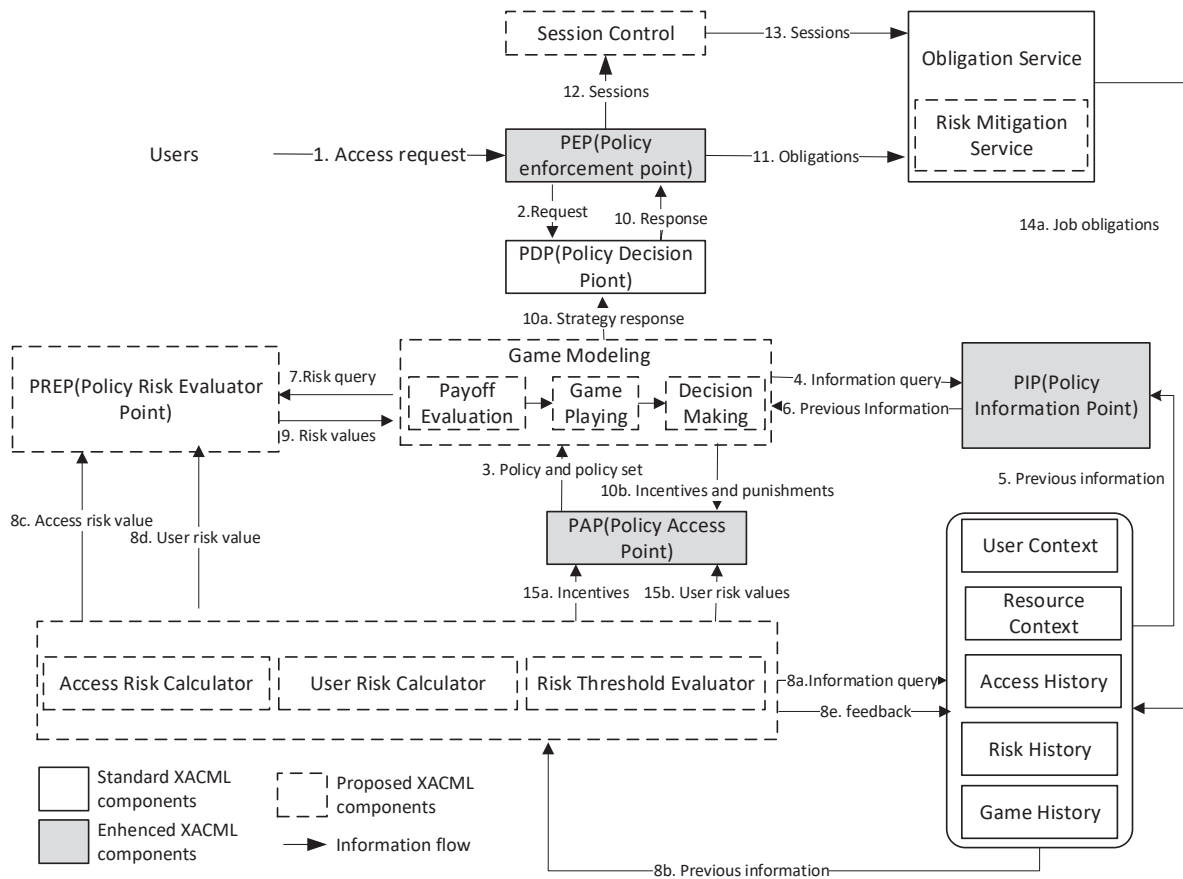 Session Control
13. Sessions
Obligation Service
12. Sessions
Risk Mitigation
Service
Users
1. Access request
PEP(Policy
enforcement point)
11. Obligations
2.Request
10. Response
14a. Job obligations
PDP(Policy Decision
Piont)
10a. Strategy response
Game Modeling
PREP(Policy Risk Evaluator
Point)
7.Risk query
9. Risk values
Payoff
Evaluation
Game
Playing
Decision
Making
4. Information query
6. Previous Information
PIP(Policy
Information Point)
3. Policy and policy set
10b. Incentives and punishments
5. Previous information
8c. Access risk value
8d. User risk value
PAP(Policy Access
Point)
15a. Incentives
15b. User risk values
User Context
Resource
Context
Access Risk Calculator
User Risk Calculator
Risk Threshold Evaluator
8a.Information query
8e. feedback
Access History
Risk History
Game History
Standard XACML
components
Proposed XACML
components
Enhenced XACML
components
Information flow
8b. Previous information